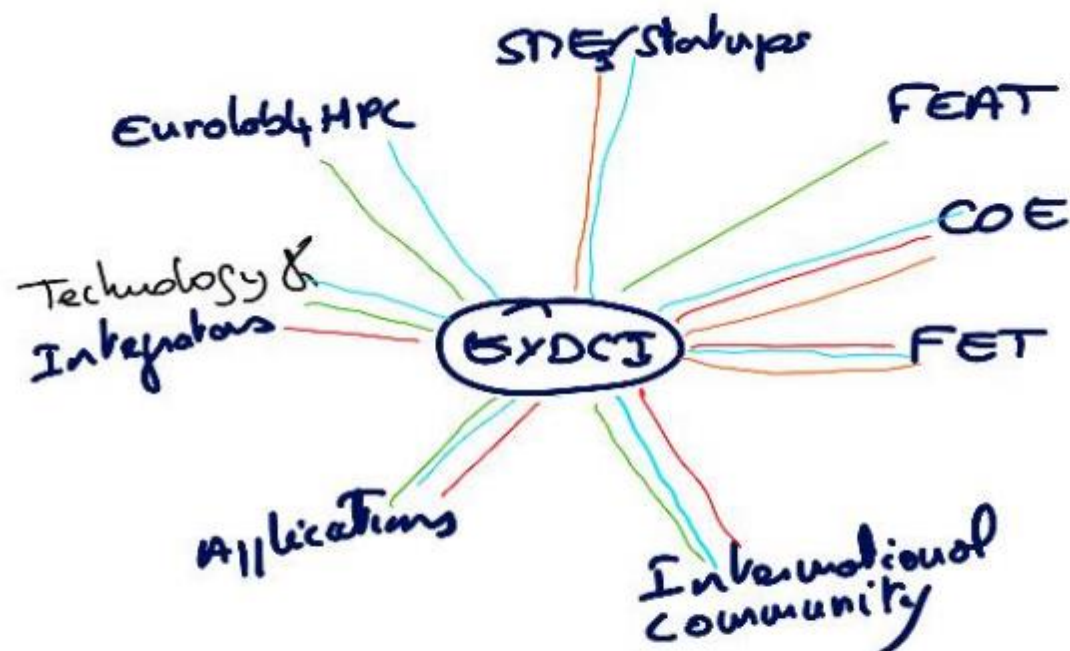 SMEs/Startups
Eurolab4HPC
FEAT
COE
Technology &
Integrators
EXDCI
FET
Applications
International
community